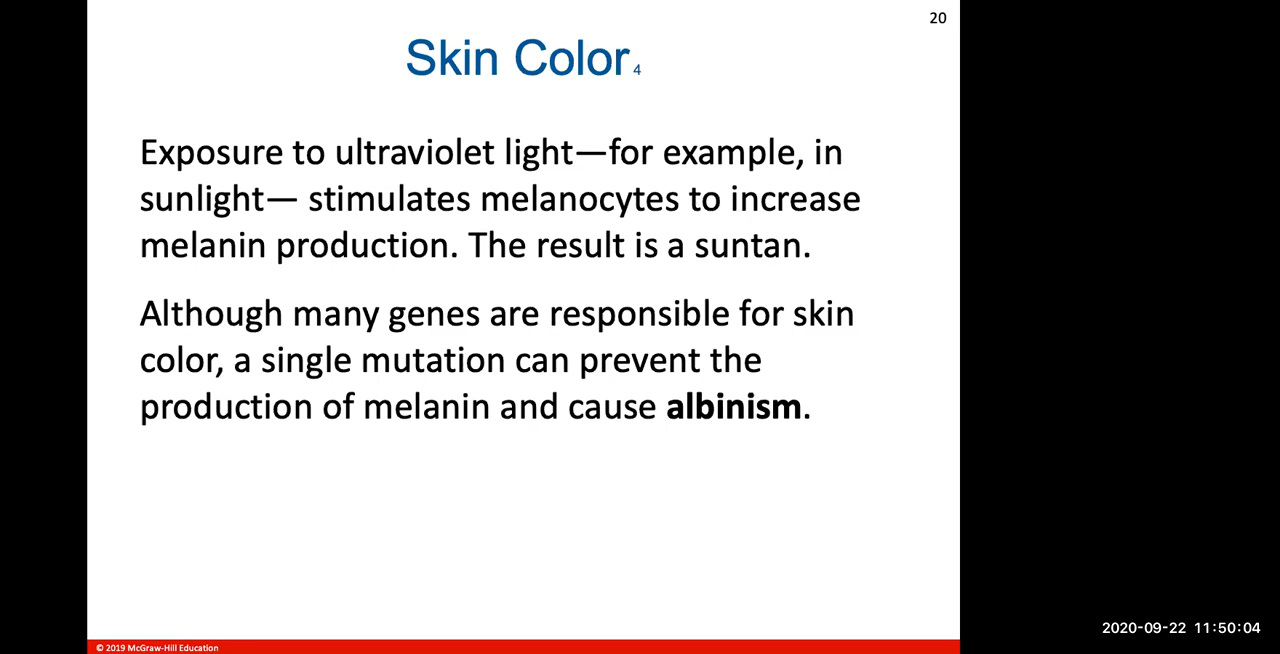 20
Skin Color 4
Exposure to ultraviolet light—for example, in
sunlight— stimulates melanocytes to increase
melanin production. The result is a suntan.
Although many genes are responsible for skin
color, a single mutation can prevent the
production of melanin and cause albinism.
2020-09-22 11:50:04
© 2019 McGraw-Hill Education